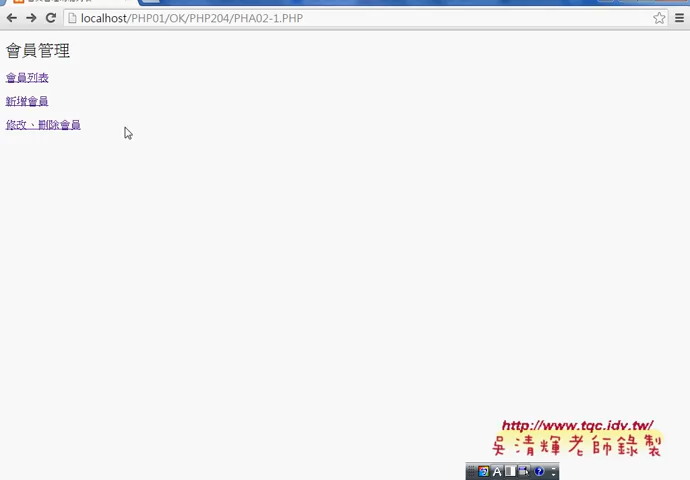 localhost/PHP01/OK/PHP204/PHA02-1.PHP
會員管理
會員列表
新增會員
修改、刪除會員
http://www.tqc.idv.tw/
吳清輝老師錄製
A